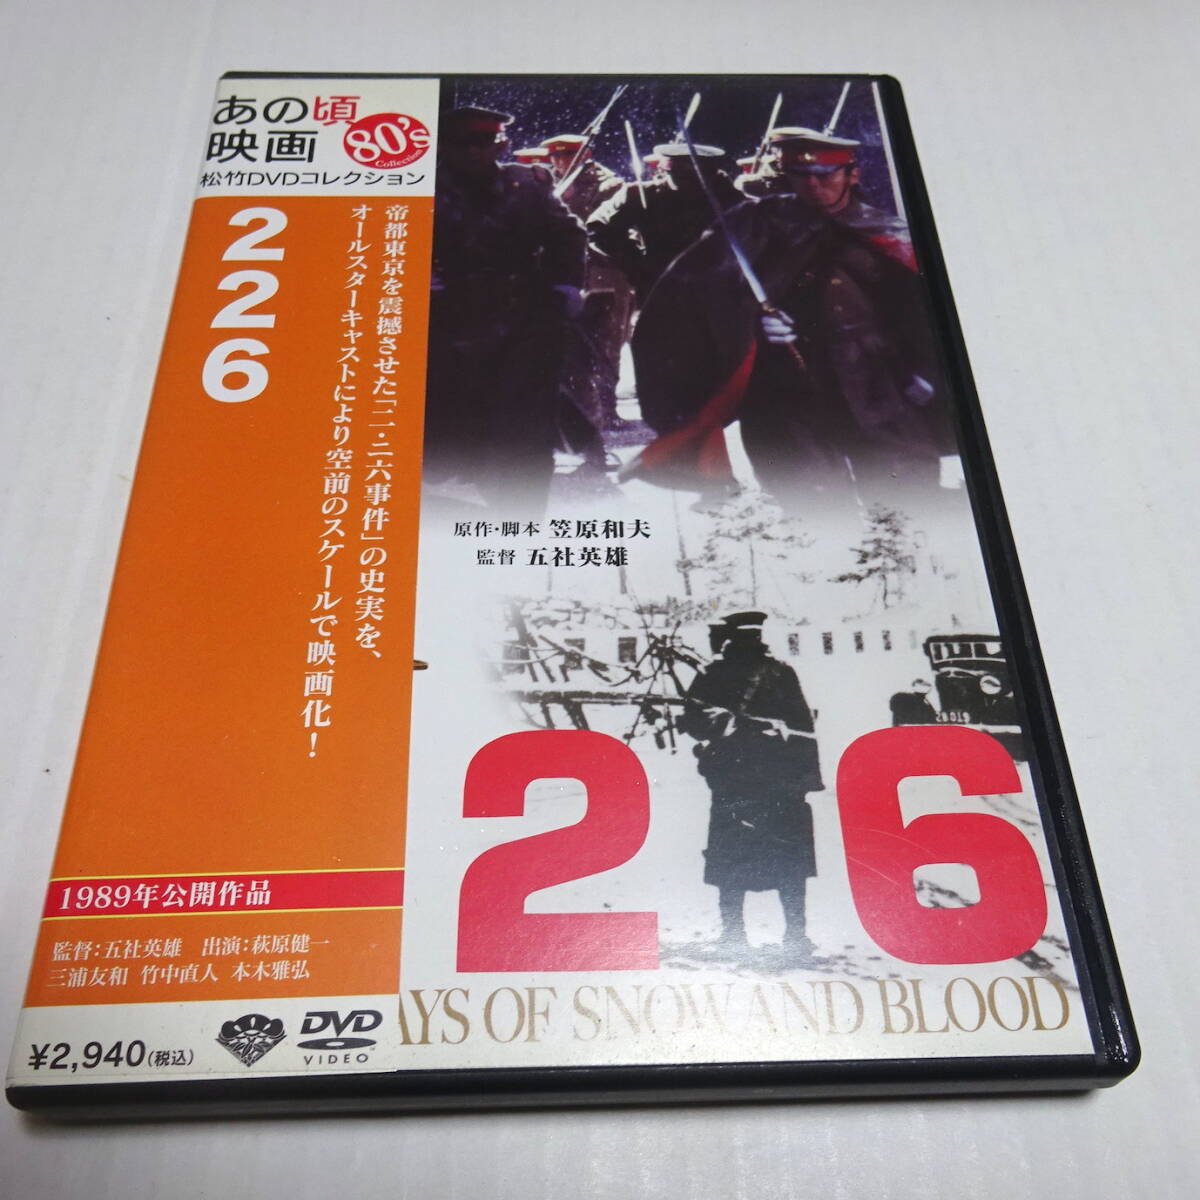 あの頃
映画
80's
Collection
松竹DVDコレクション
226
帝都東京を震撼させた「二・二六事件」の史実を、
オールスターキャストにより空前のスケールで映画化!
1989年公開作品
監督:五社英雄 出演:萩原健一
三浦友和 竹中直人 本木雅弘
¥2,940(税込)
DVD
VIDEO
原作・脚本 笠原和夫
監督 五社英雄
26
AYS OF SNOW AND BLOOD